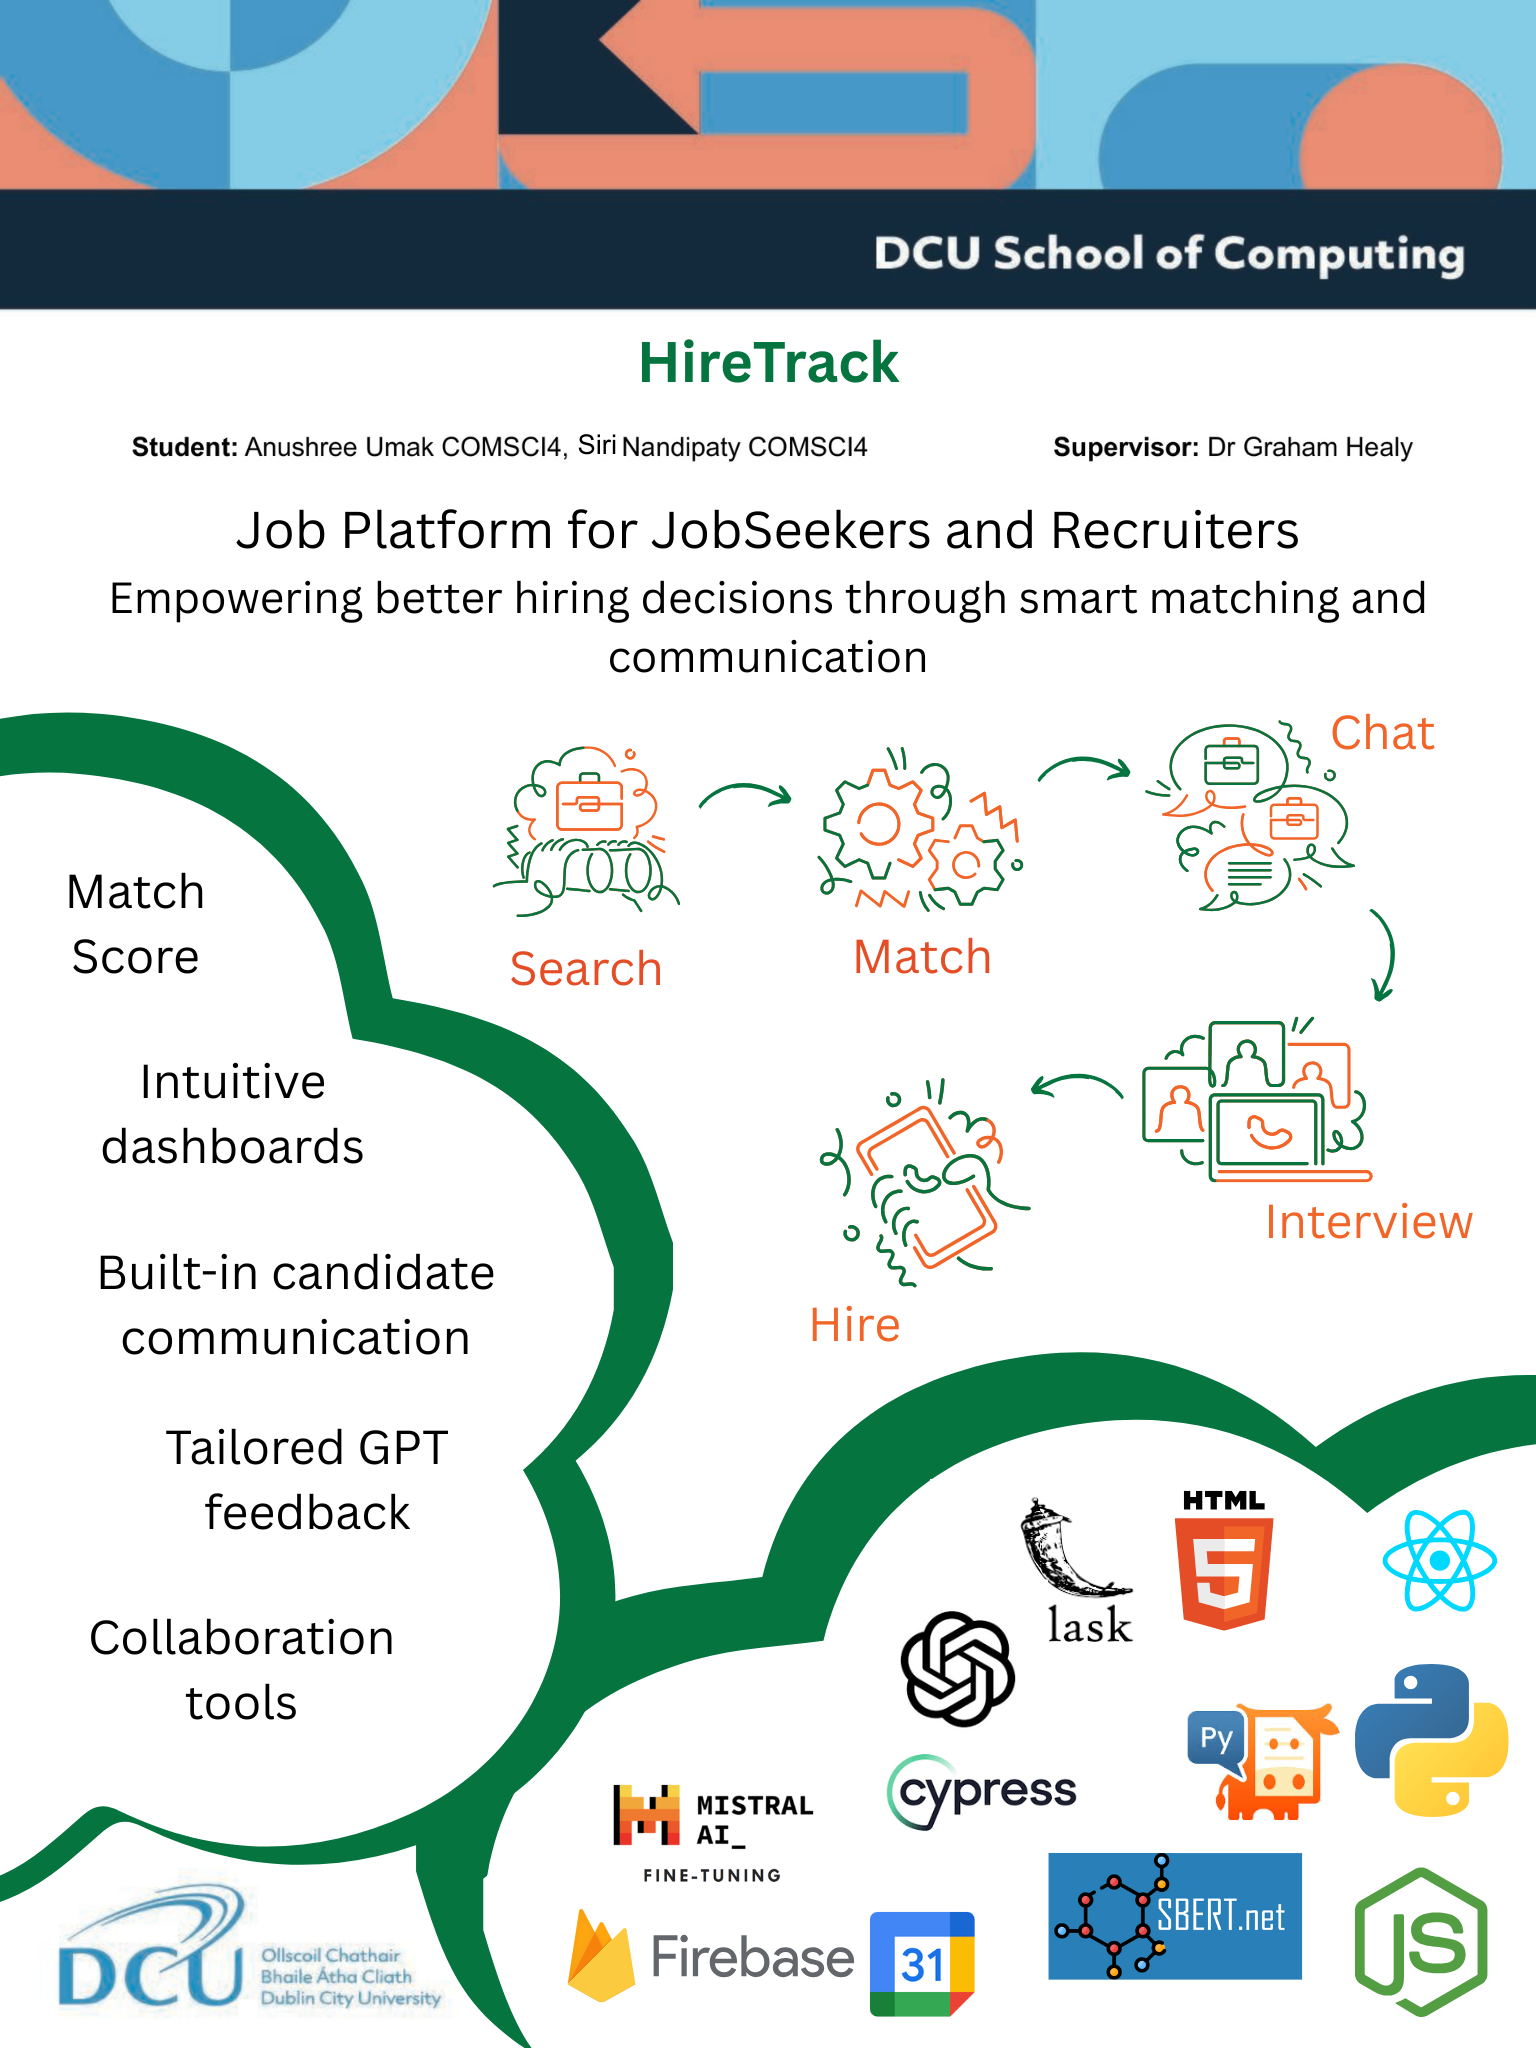 DCU School of Computing
HireTrack
Student: Anushree Umak COMSCI4, Siri Nandipaty COMSCI4
Supervisor: Dr Graham Healy
Job Platform for JobSeekers and Recruiters
Empowering better hiring decisions through smart matching and
communication
Search
Match
Chat
Interview
Hire
Match
Score
Intuitive
dashboards
Built-in candidate
communication
Tailored GPT
feedback
Collaboration
tools
lask
HTML
5
cypress
Py
MISTRAL
AI_
FINE-TUNING
Firebase
31
SBERT.net
JS
DCU
Ollscoil Chathair
Bhaile Átha Cliath
Dublin City University